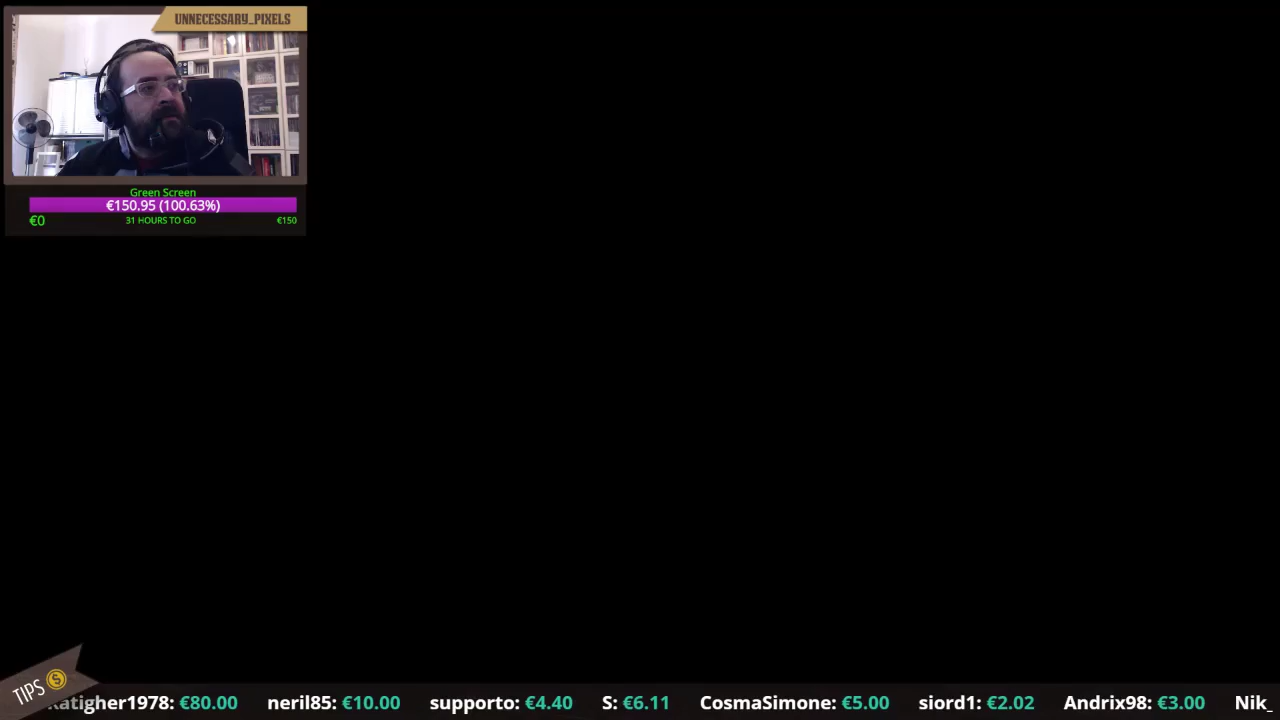 UNNECESSARY_PIXELS
Green Screen
€150.95 (100.63%)
€0 31 HOURS TO GO €150
TIPS
katigher1978: €80.00 neril85: €10.00 supporto: €4.40 S: €6.11 CosmaSimone: €5.00 siord1: €2.02 Andrix98: €3.00 Nik_